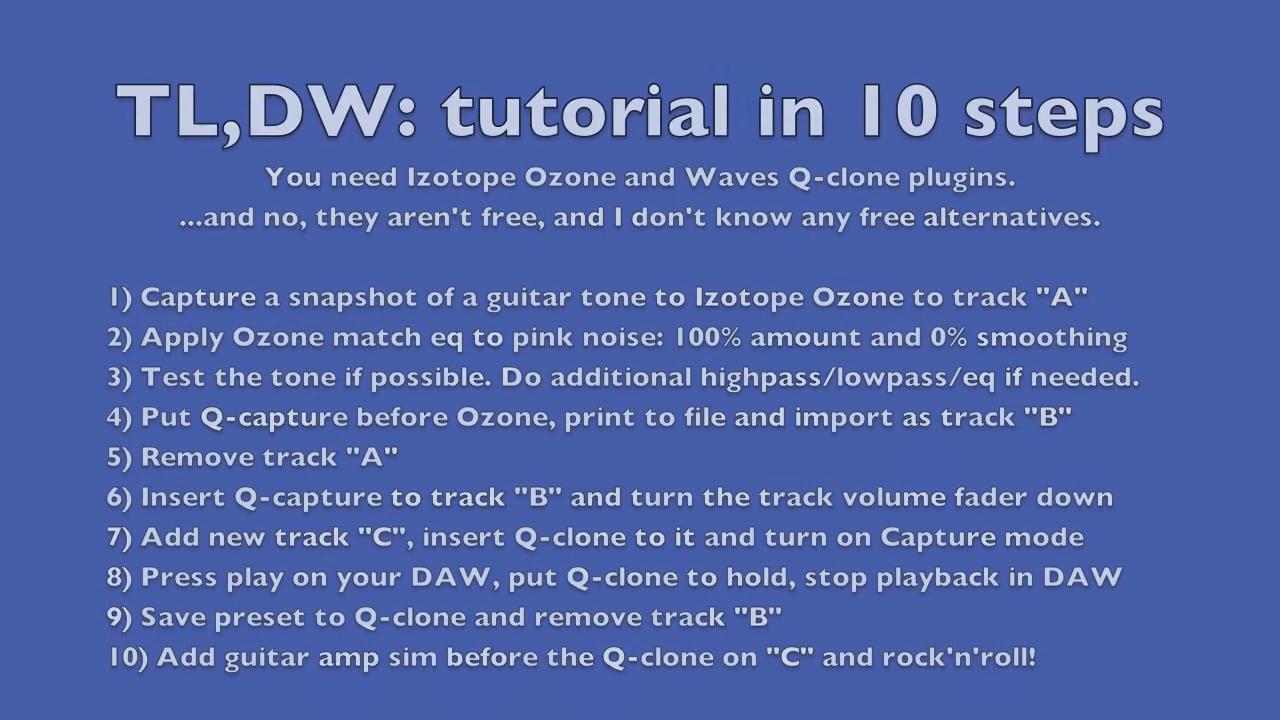 TL,DW: tutorial in 10 steps
You need Izotope Ozone and Waves Q-clone plugins.
...and no, they aren't free, and I don't know any free alternatives.
1) Capture a snapshot of a guitar tone to Izotope Ozone to track "A"
2) Apply Ozone match eq to pink noise: 100% amount and 0% smoothing
3) Test the tone if possible. Do additional highpass/lowpass/eq if needed.
4) Put Q-capture before Ozone, print to file and import as track "B"
5) Remove track "A"
6) Insert Q-capture to track "B" and turn the track volume fader down
7) Add new track "C", insert Q-clone to it and turn on Capture mode
8) Press play on your DAW, put Q-clone to hold, stop playback in DAW
9) Save preset to Q-clone and remove track "B"
10) Add guitar amp sim before the Q-clone on "C" and rock'n'roll!